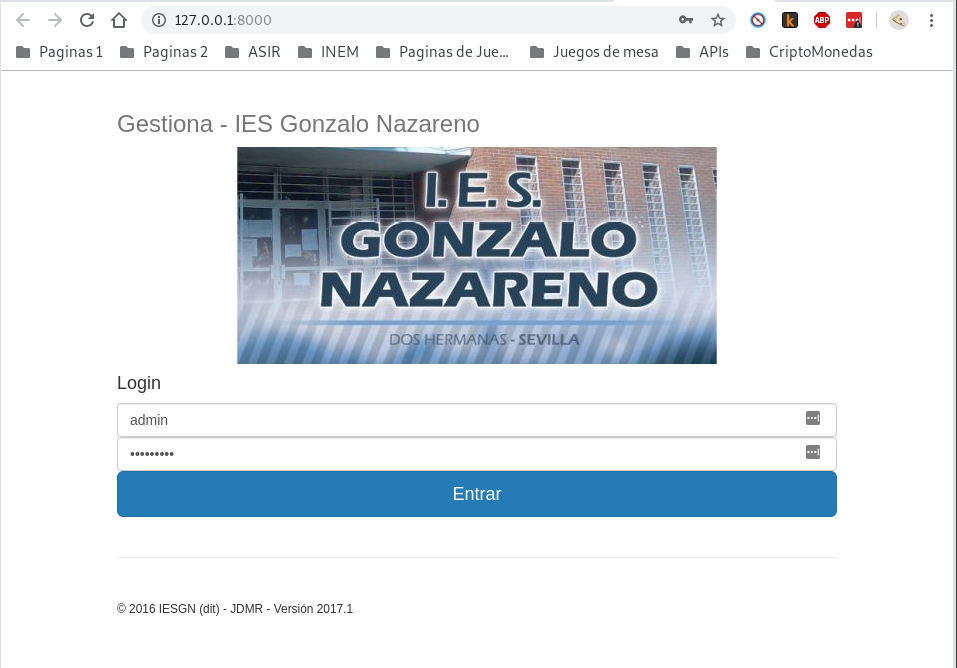 127.0.0.1:8000
k ABP
Paginas 1 Paginas 2 ASIR INEM Paginas de Jue... Juegos de mesa APIs CriptoMonedas
Gestiona - IES Gonzalo Nazareno
I.E.S.
GONZALO
NAZARENO
DOS HERMANAS - SEVILLA
Login
admin
•••••••••
Entrar
© 2016 IESGN (dit) - JDMR - Versión 2017.1